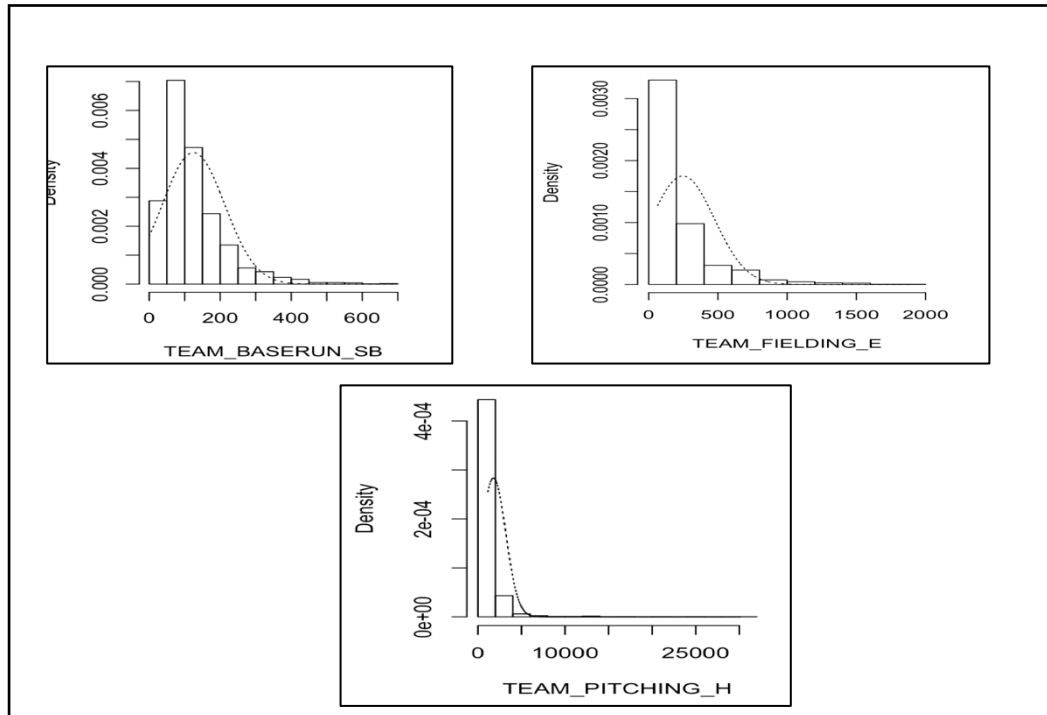 Density
0.000 0.002 0.004 0.006
0 200 400 600
TEAM_BASERUN_SB
Density
0.0000 0.0010 0.0020 0.0030
0 500 1000 1500 2000
TEAM_FIELDING_E
Density
0e+00 2e-04 4e-04
0 10000 25000
TEAM_PITCHING_H